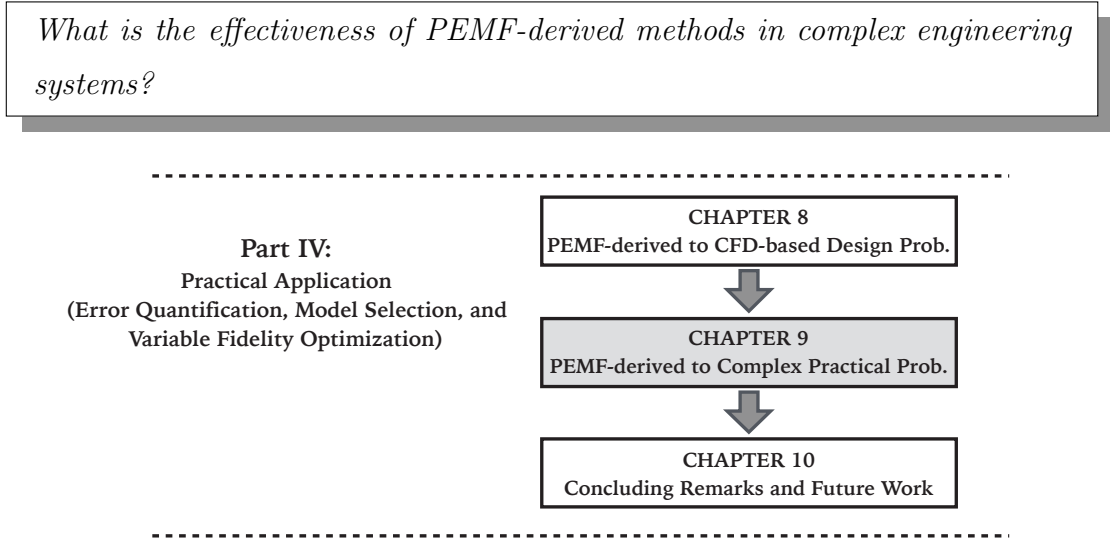 What is the effectiveness of PEMF-derived methods in complex engineering
systems?
Part IV:
Practical Application
(Error Quantification, Model Selection, and
Variable Fidelity Optimization)
CHAPTER 8
PEMF-derived to CFD-based Design Prob.
CHAPTER 9
PEMF-derived to Complex Practical Prob.
CHAPTER 10
Concluding Remarks and Future Work